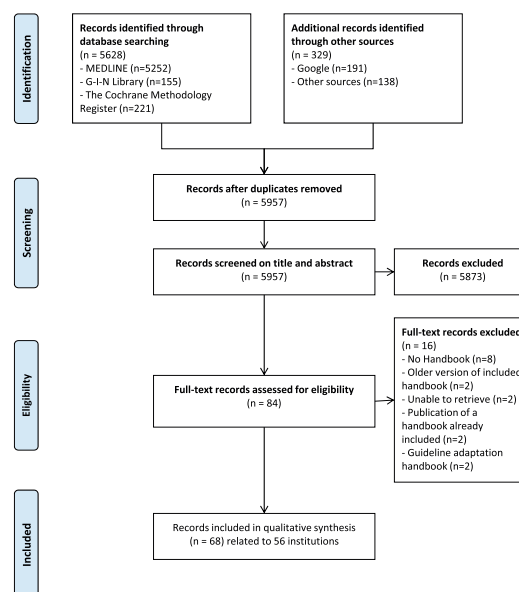 Identification
Records identified through
database searching
(n = 5628)
- MEDLINE (n=5252)
- G-I-N Library (n=155)
- The Cochrane Methodology
Register (n=221)
Additional records identified
through other sources
(n = 329)
- Google (n=191)
- Other sources (n=138)
Screening
Records after duplicates removed
(n = 5957)
Records screened on title and abstract
(n = 5957)
Records excluded
(n = 5873)
Eligibility
Full-text records assessed for eligibility
(n = 84)
Full-text records excluded
(n = 16)
- No Handbook (n=8)
- Older version of included
handbook (n=2)
- Unable to retrieve (n=2)
- Publication of a
handbook already
included (n=2)
- Guideline adaptation
handbook (n=2)
Included
Records included in qualitative synthesis
(n = 68) related to 56 institutions